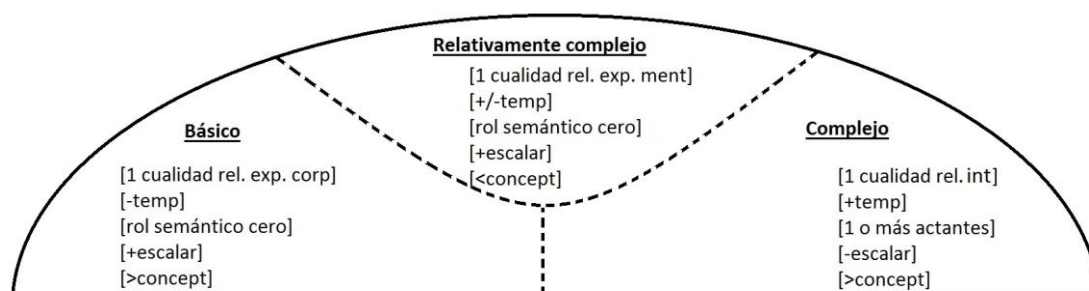 Relativamente complejo
[1 cualidad rel. exp. ment]
[+/-temp]
[rol semántico cero]
[+escalar]
[<concept]
Básico
[1 cualidad rel. exp. corp]
[-temp]
[rol semántico cero]
[+escalar]
[>concept]
Complejo
[1 cualidad rel. int]
[+temp]
[1 o más actantes]
[-escalar]
[>concept]